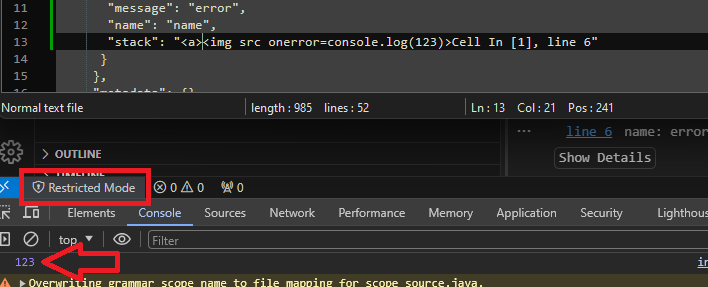 11 "message": "error",
12 "name": "name",
13 "stack": "<a><img src onerror=console.log(123)>Cell In [1], line 6"
14 }
15 },
16 "metadata": {}
Normal text file length : 985 lines : 52 Ln : 13 Col : 21 Pos : 241
OUTLINE
TIMELINE
... line 6 name: error
Show Details
Restricted Mode 0 0 0
Elements Console Sources Network Performance Memory Application Security Lighthous
top Filter
123
Overwriting grammar scope name to file mapping for scope source.java.